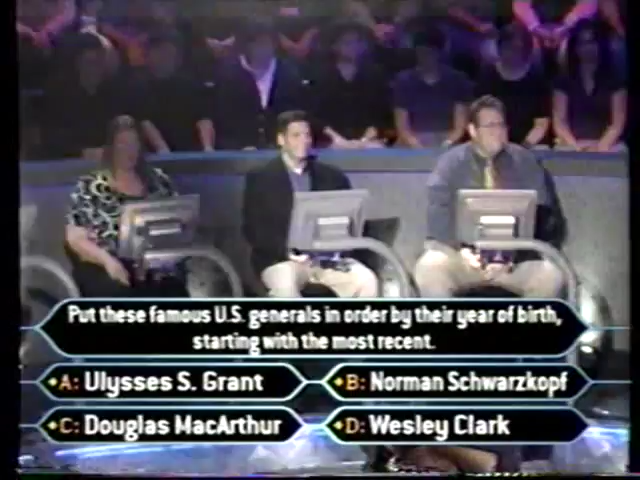 Put these famous U.S. generals in order by their year of birth,
starting with the most recent.
A: Ulysses S. Grant
B: Norman Schwarzkopf
C: Douglas MacArthur
D: Wesley Clark